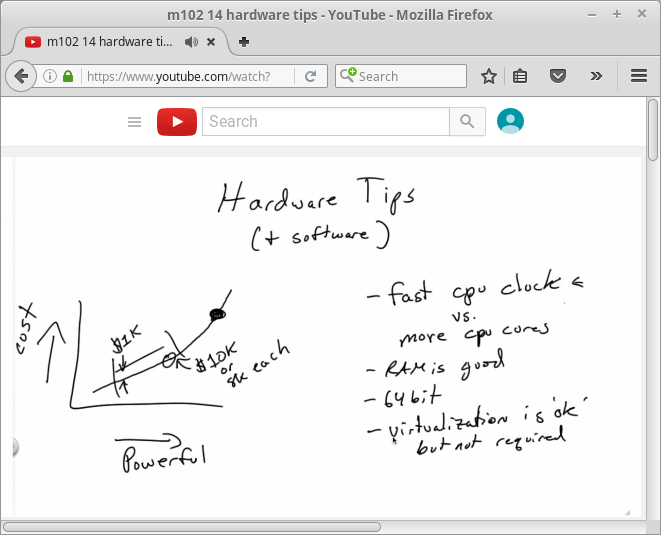 m102 14 hardware tips - YouTube - Mozilla Firefox
m102 14 hardware ti...
https://www.youtube.com/watch?
Search
Search
Hardware Tips
(+ software)
cost
$1K
$10K
or
8K each
Powerful
- fast cpu clock
vs.
more cpu cores
- RAM is good
- 64 bit
- virtualization is 'ok'
but not required